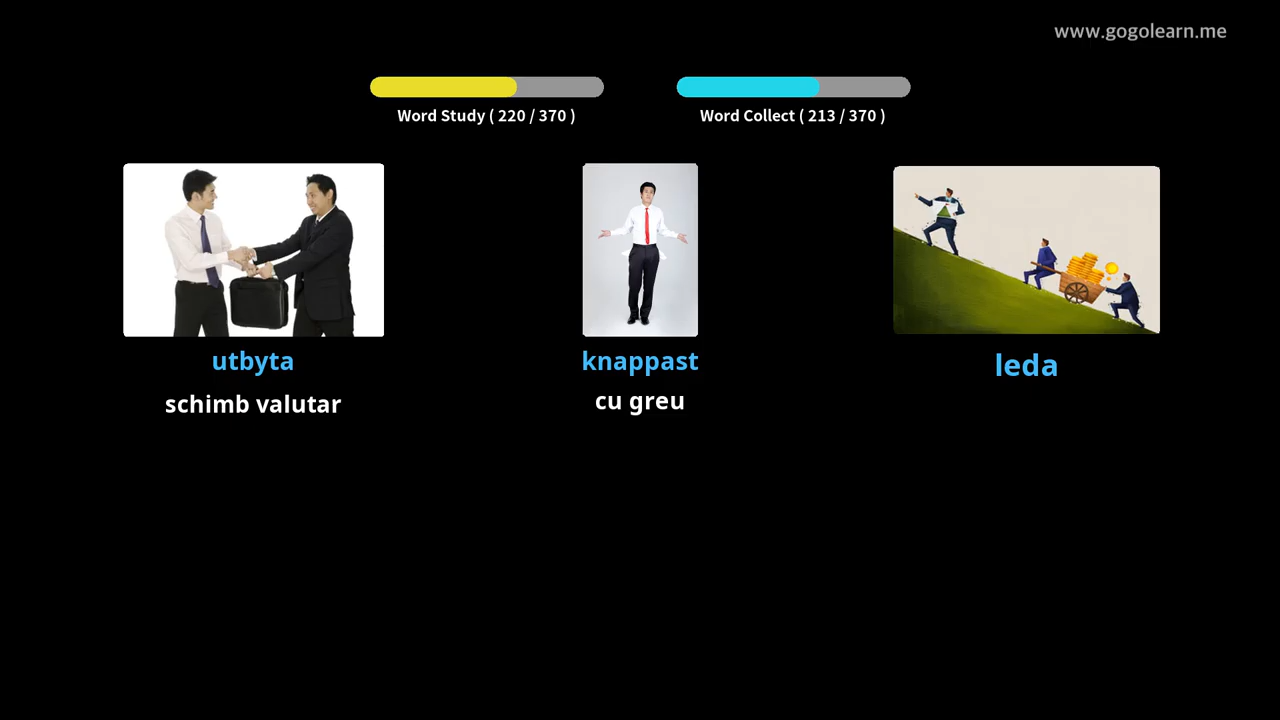 www.gogolearn.me
Word Study ( 220 / 370 )
Word Collect ( 213 / 370 )
utbyta
knappast
leda
schimb valutar
cu greu